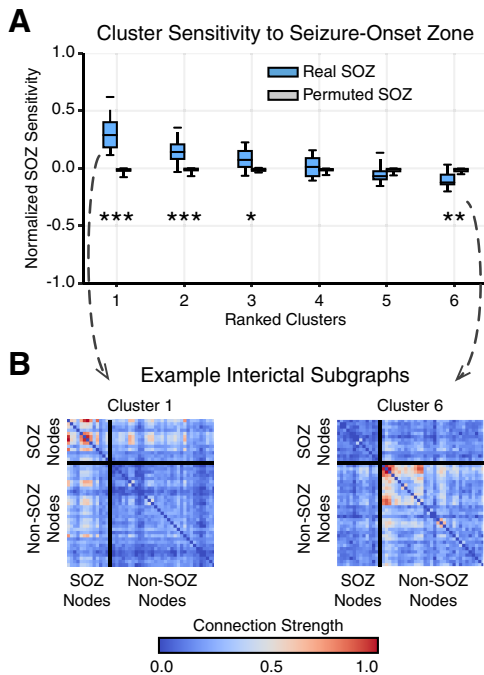 A
Cluster Sensitivity to Seizure-Onset Zone
Normalized SOZ Sensitivity
1.0
0.5
0.0
-0.5
-1.0
Real SOZ
Permuted SOZ
***
***
*
**
1 2 3 4 5 6
Ranked Clusters
B
Example Interictal Subgraphs
Cluster 1
SOZ
Nodes
Non-SOZ
Nodes
SOZ Non-SOZ
Nodes Nodes
Cluster 6
SOZ
Nodes
Non-SOZ
Nodes
SOZ Non-SOZ
Nodes Nodes
Connection Strength
0.0 0.5 1.0